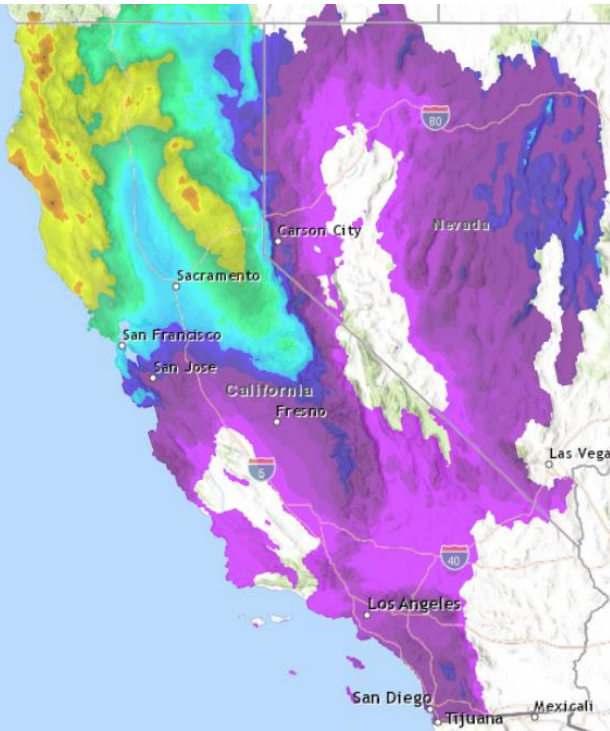 80
Nevada
Carson City
Sacramento
San Francisco
San Jose
California
Fresno
5
Las Vega
40
Los Angeles
San Diego
Mexicali
Tijuana